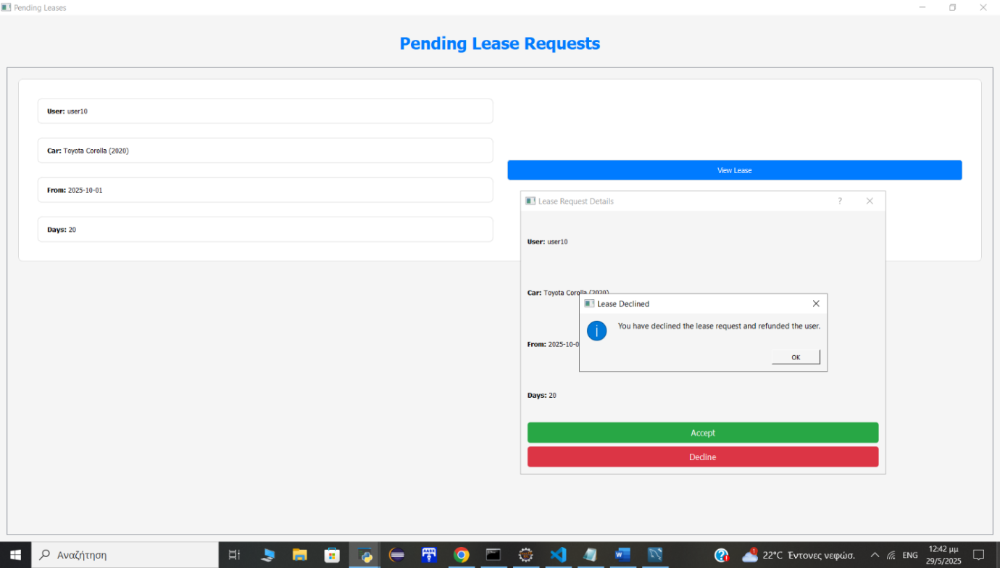 Pending Leases
Pending Lease Requests
User: user10
Car: Toyota Corolla (2020)
From: 2025-10-01
Days: 20
View Lease
Lease Request Details
?
User: user10
Car: Toyota Corolla (2020)
From: 2025-10-0
Days: 20
Lease Declined
You have declined the lease request and refunded the user.
OK
Accept
Decline
Αναζήτηση
22°C Έντονες νεφώσ.
ENG
12:42 μμ
29/5/2025